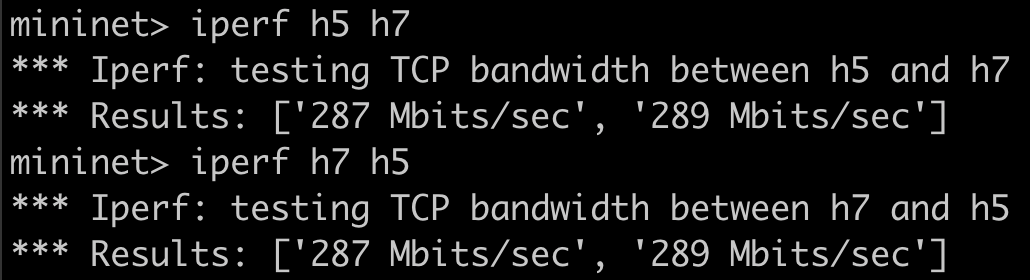 mininet> iperf h5 h7
*** Iperf: testing TCP bandwidth between h5 and h7
*** Results: ['287 Mbits/sec', '289 Mbits/sec']
mininet> iperf h7 h5
*** Iperf: testing TCP bandwidth between h7 and h5
*** Results: ['287 Mbits/sec', '289 Mbits/sec']